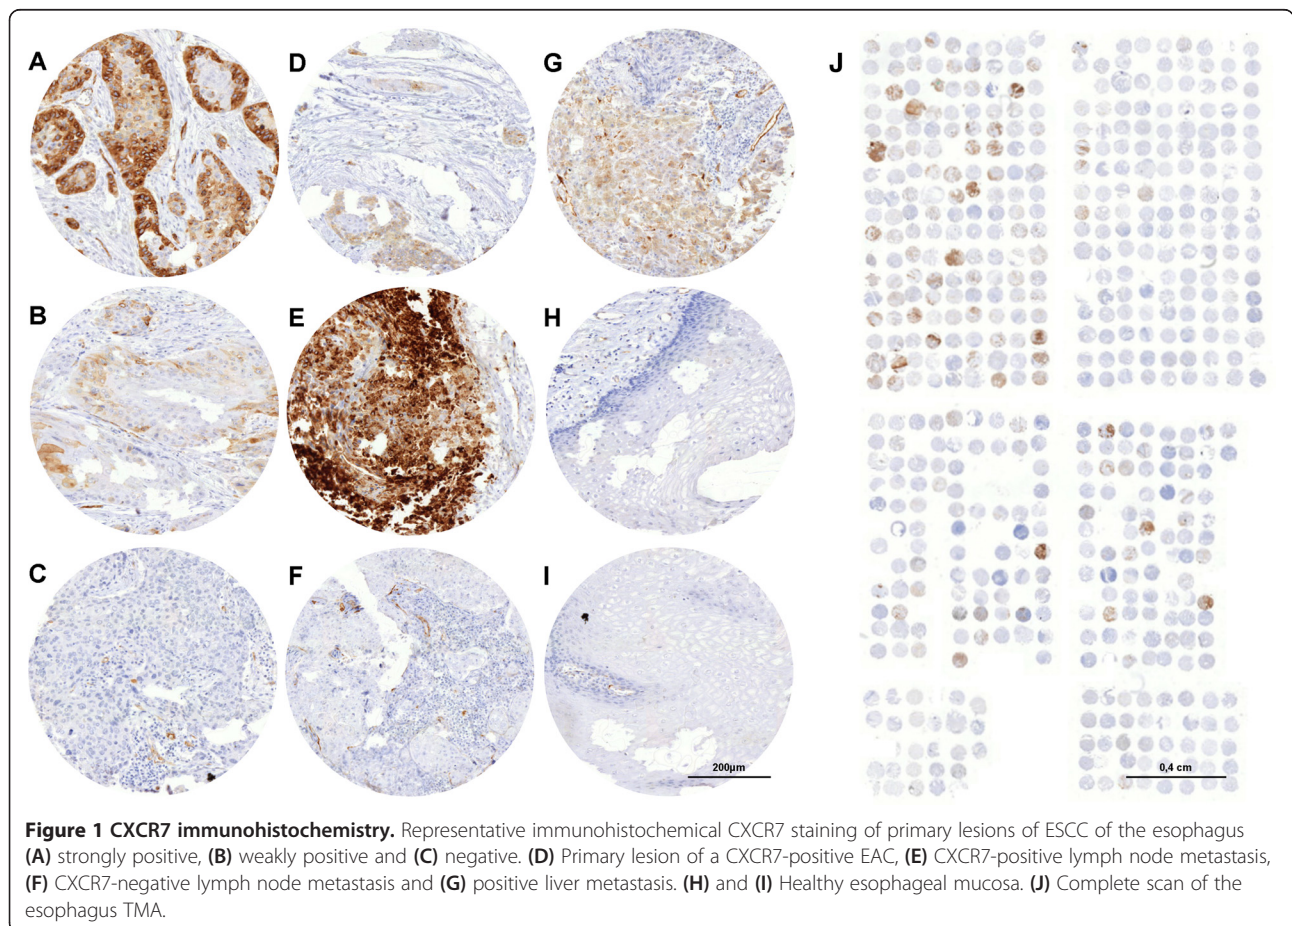 A
D
G
J
B
E
H
C
F
I
200µm
0,4 cm
Figure 1 CXCR7 immunohistochemistry. Representative immunohistochemical CXCR7 staining of primary lesions of ESCC of the esophagus
(A) strongly positive, (B) weakly positive and (C) negative. (D) Primary lesion of a CXCR7-positive EAC, (E) CXCR7-positive lymph node metastasis,
(F) CXCR7-negative lymph node metastasis and (G) positive liver metastasis. (H) and (I) Healthy esophageal mucosa. (J) Complete scan of the
esophagus TMA.